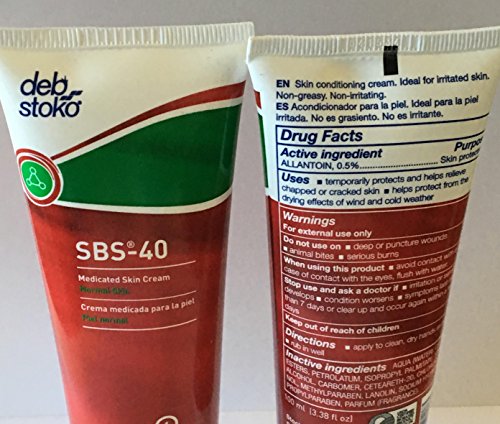 deb
stoko
SBS®-40
Medicated Skin Cream
Normal Skin
Crema medicada para la piel
Piel normal
EN Skin conditioning cream. Ideal for irritated skin.
Non-greasy. Non-irritating.
ES Acondicionador para la piel. Ideal para la piel
irritada. No es grasiento. No es irritante.
Drug Facts
Active ingredient Purpos
ALLANTOIN, 0.5% Skin protec
Uses • temporarily protects and helps relieve
chapped or cracked skin • helps protect from the
drying effects of wind and cold weather
Warnings
For external use only
Do not use on • deep or puncture wounds
• animal bites • serious burns
When using this product • avoid contact with
case of contact with the eyes, flush with water
Stop use and ask a doctor if • irritation or
develops • condition worsens • symptoms
than 7 days or clear up and occur again within
days
Keep out of reach of children
Directions • apply to clean, dry hands
• rub in well
Inactive ingredients AQUA (WATER
ESTERS, PETROLATUM, ISOPROPYL PALMITATE
ALCOHOL, CARBOMER, CETEARETH-30,
METHYLPARABEN, LANOLIN, SODIUM
PROPYLPARABEN, PARFUM (FRAGRANC
100 ml (3.38 fl oz)